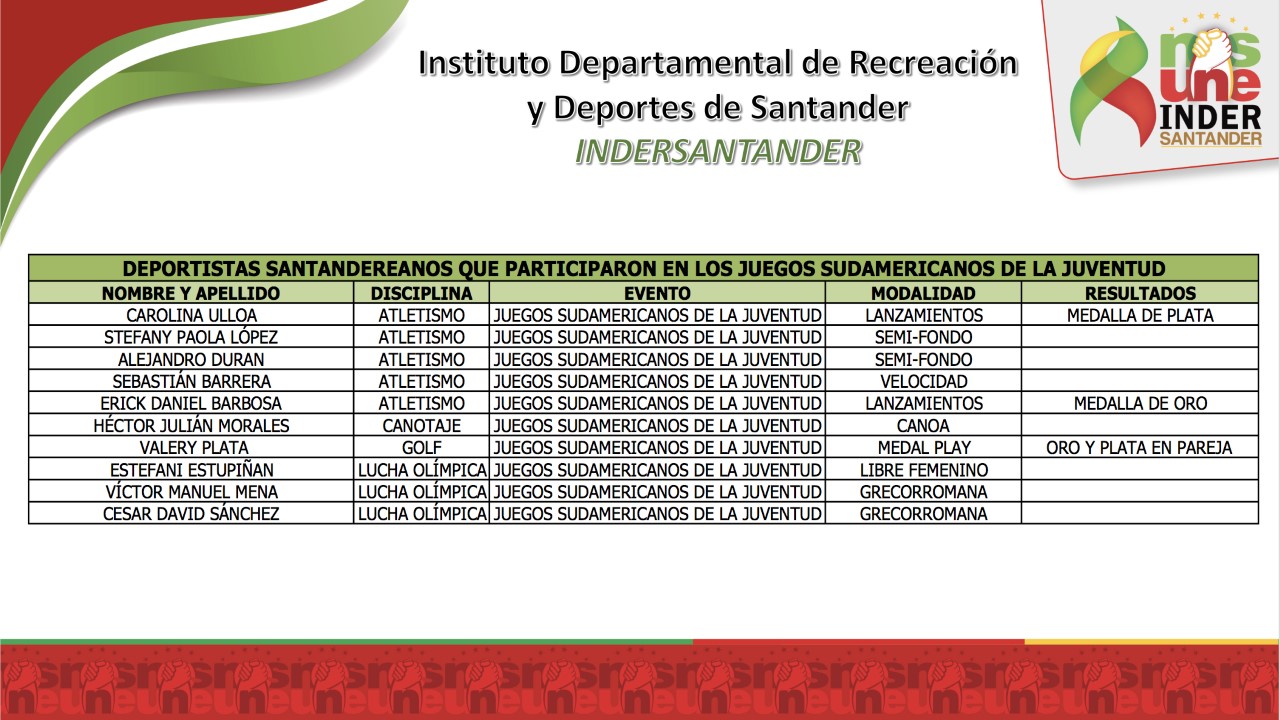 Instituto Departamental de Recreación
y Deportes de Santander
INDERSANTANDER
nos
une
INDER
SANTANDER
DEPORTISTAS SANTANDEREANOS QUE PARTICIPARON EN LOS JUEGOS SUDAMERICANOS DE LA JUVENTUD
NOMBRE Y APELLIDO DISCIPLINA EVENTO MODALIDAD RESULTADOS
CAROLINA ULLOA ATLETISMO JUEGOS SUDAMERICANOS DE LA JUVENTUD LANZAMIENTOS MEDALLA DE PLATA
STEFANY PAOLA LÓPEZ ATLETISMO JUEGOS SUDAMERICANOS DE LA JUVENTUD SEMI-FONDO
ALEJANDRO DURAN ATLETISMO JUEGOS SUDAMERICANOS DE LA JUVENTUD SEMI-FONDO
SEBASTIÁN BARRERA ATLETISMO JUEGOS SUDAMERICANOS DE LA JUVENTUD VELOCIDAD
ERICK DANIEL BARBOSA ATLETISMO JUEGOS SUDAMERICANOS DE LA JUVENTUD LANZAMIENTOS MEDALLA DE ORO
HÉCTOR JULIÁN MORALES CANOTAJE JUEGOS SUDAMERICANOS DE LA JUVENTUD CANOA
VALERY PLATA GOLF JUEGOS SUDAMERICANOS DE LA JUVENTUD MEDAL PLAY ORO Y PLATA EN PAREJA
ESTEFANI ESTUPIÑAN LUCHA OLÍMPICA JUEGOS SUDAMERICANOS DE LA JUVENTUD LIBRE FEMENINO
VÍCTOR MANUEL MENA LUCHA OLÍMPICA JUEGOS SUDAMERICANOS DE LA JUVENTUD GRECORROMANA
CESAR DAVID SÁNCHEZ LUCHA OLÍMPICA JUEGOS SUDAMERICANOS DE LA JUVENTUD GRECORROMANA